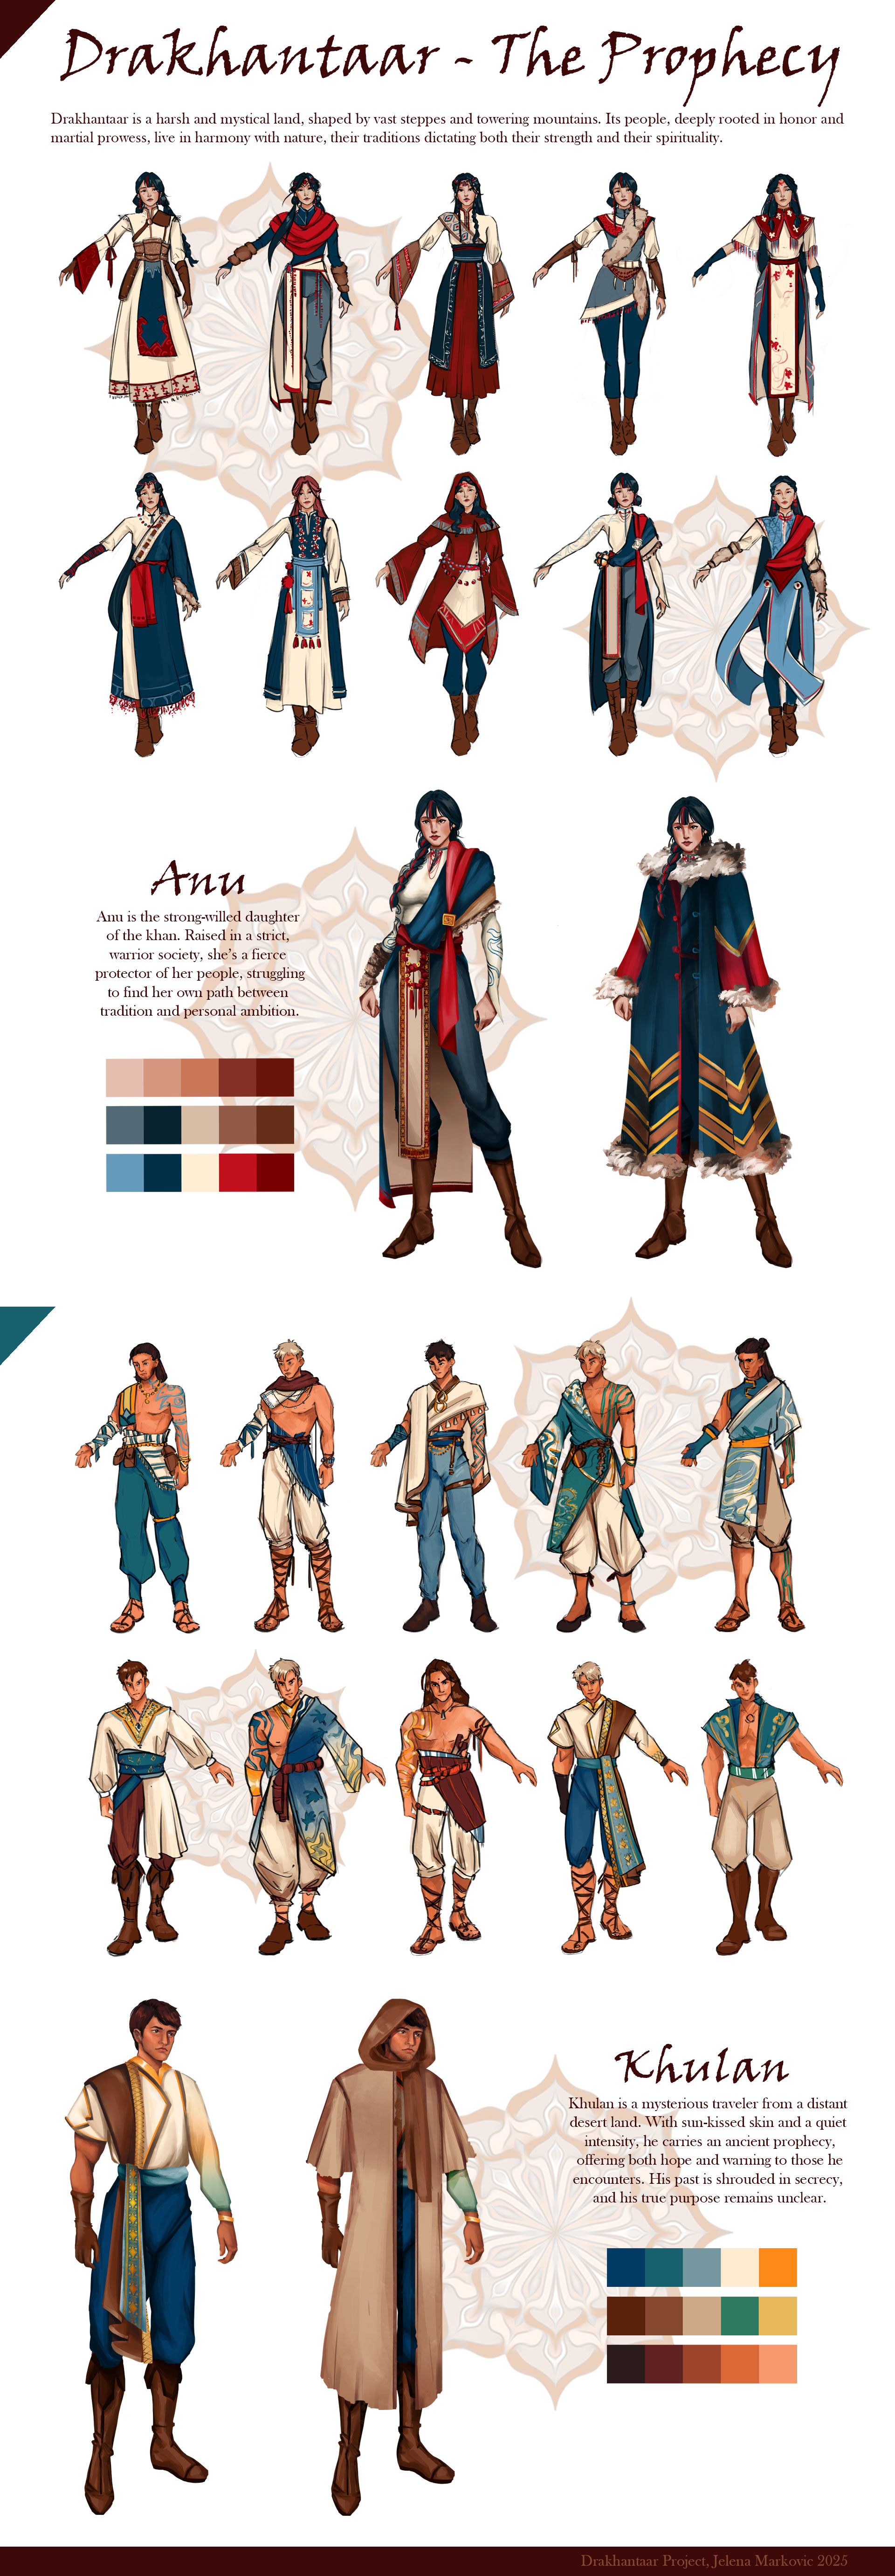 Drakhantaar - The Prophecy
Drakhantaar is a harsh and mystical land, shaped by vast steppes and towering mountains. Its people, deeply rooted in honor and
martial prowess, live in harmony with nature, their traditions dictating both their strength and their spirituality.
Anu
Anu is the strong-willed daughter
of the khan. Raised in a strict,
warrior society, she's a fierce
protector of her people, struggling
to find her own path between
tradition and personal ambition.
Khulan
Khulan is a mysterious traveler from a distant
desert land. With sun-kissed skin and a quiet
intensity, he carries an ancient prophecy,
offering both hope and warning to those he
encounters. His past is shrouded in secrecy,
and his true purpose remains unclear.
Drakhantaar Project, Jelena Markovic 2025